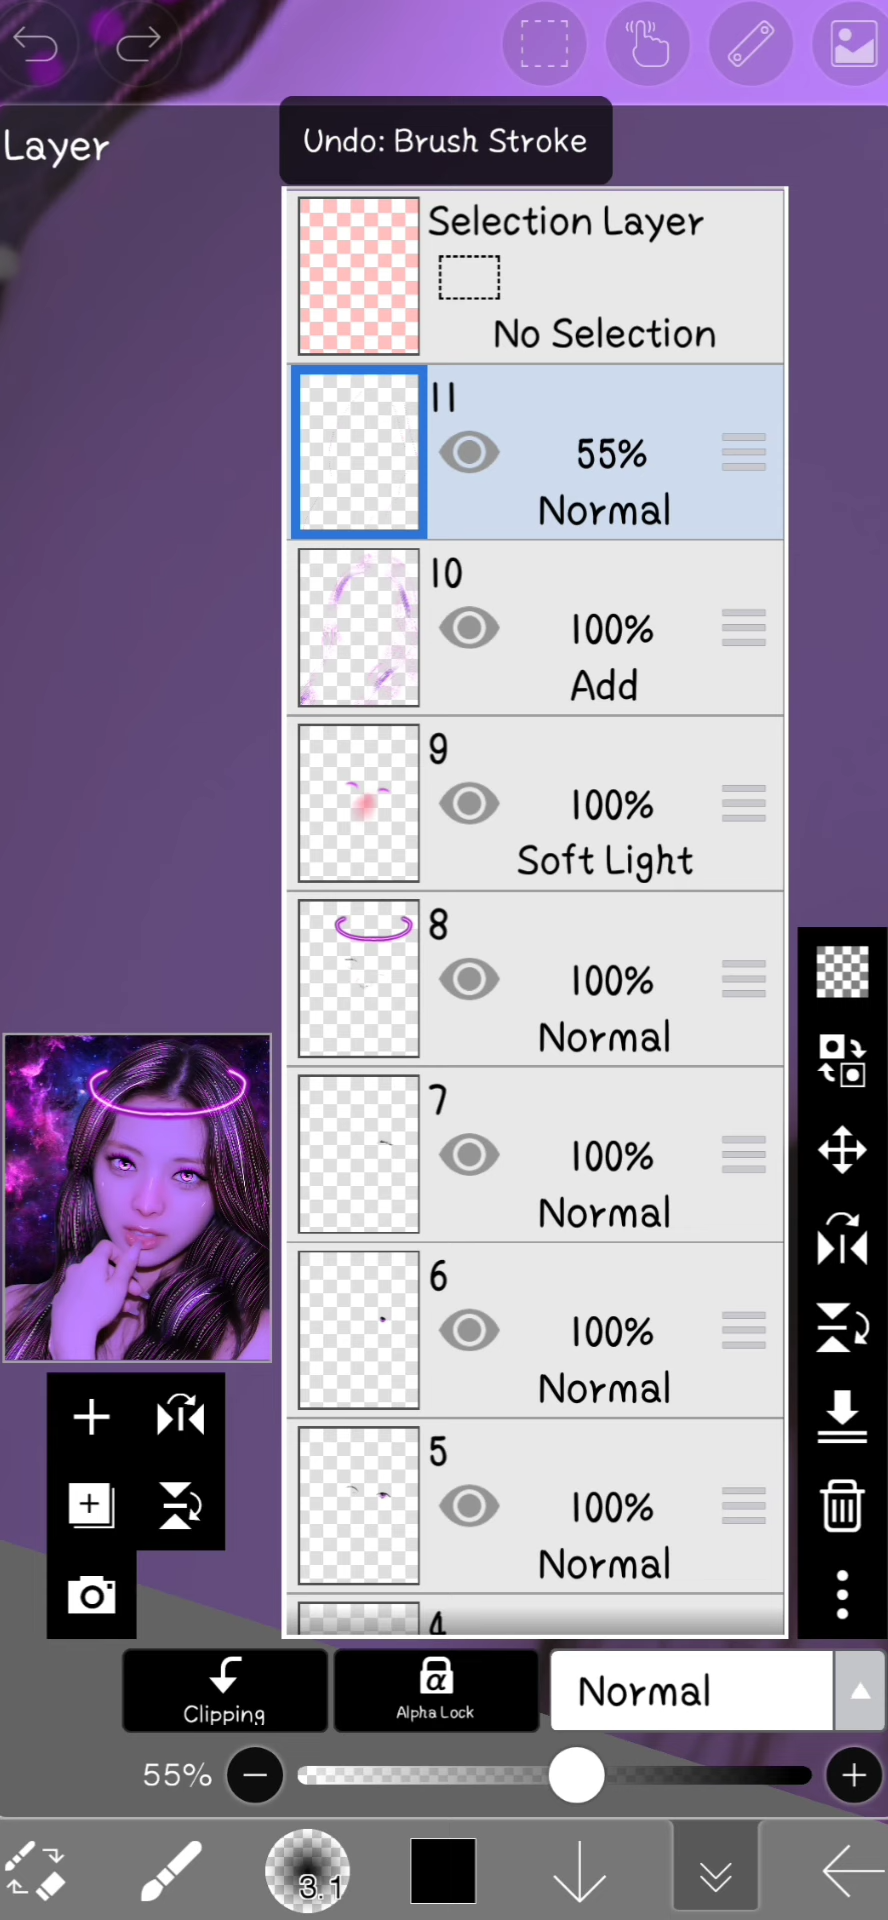 Undo: Brush Stroke
Layer
Selection Layer
No Selection
11
55%
Normal
10
100%
Add
9
100%
Soft Light
8
100%
Normal
7
100%
Normal
6
100%
Normal
5
100%
Normal
4
Clipping
α
Alpha Lock
Normal
55%
3.1